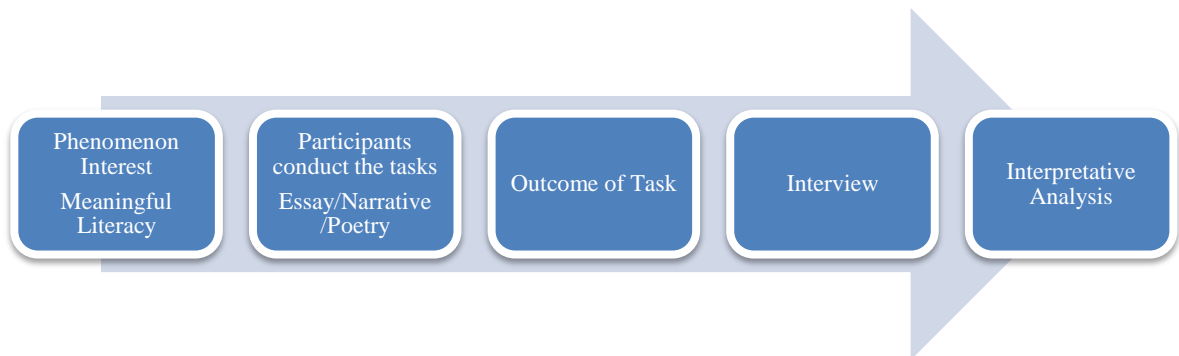 Phenomenon
Interest
Meaningful
Literacy
Participants
conduct the tasks
Essay/Narrative
/Poetry
Outcome of Task
Interview
Interpretative
Analysis